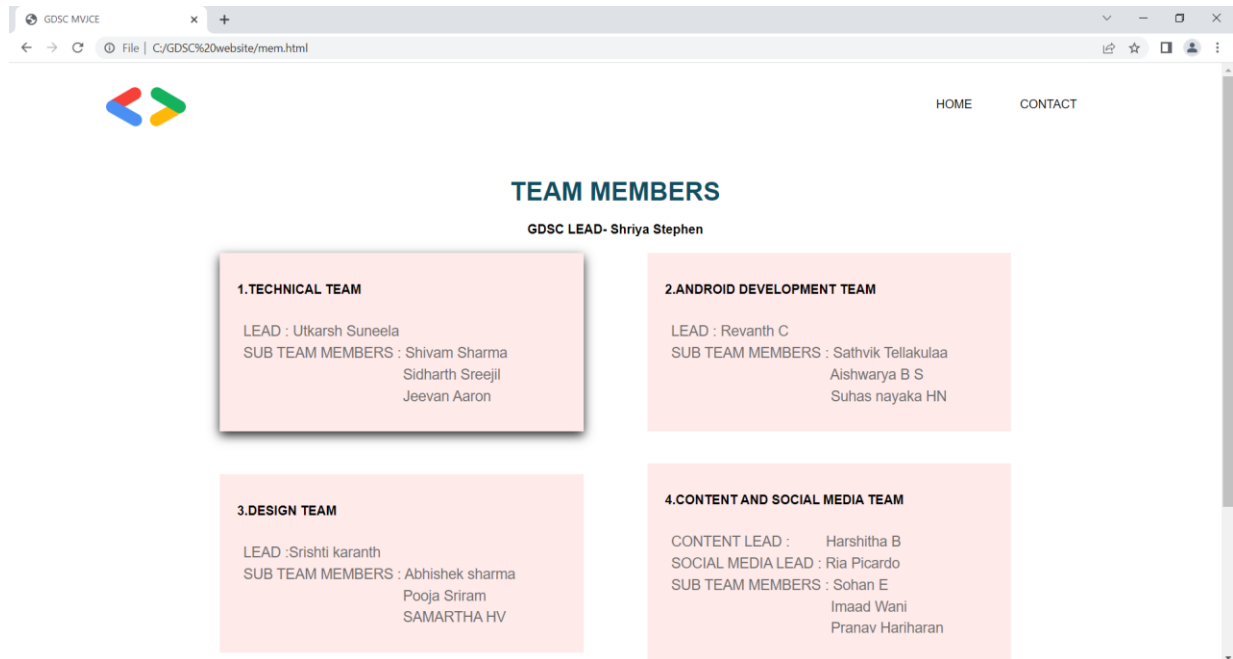 GDSC MVJCE
File | C:/GDSC%20website/mem.html
HOME CONTACT
TEAM MEMBERS
GDSC LEAD- Shriya Stephen
1.TECHNICAL TEAM
LEAD : Utkarsh Suneela
SUB TEAM MEMBERS : Shivam Sharma
Sidharth Sreejil
Jeevan Aaron
2.ANDROID DEVELOPMENT TEAM
LEAD : Revanth C
SUB TEAM MEMBERS : Sathvik Tellakulaa
Aishwarya B S
Suhas nayaka HN
3.DESIGN TEAM
LEAD :Srishti karanth
SUB TEAM MEMBERS : Abhishek sharma
Pooja Sriram
SAMARTHA HV
4.CONTENT AND SOCIAL MEDIA TEAM
CONTENT LEAD : Harshitha B
SOCIAL MEDIA LEAD : Ria Picardo
SUB TEAM MEMBERS : Sohan E
Imaad Wani
Pranav Hariharan